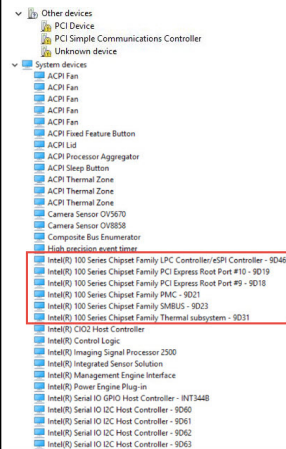 Other devices
PCI Device
PCI Simple Communications Controller
Unknown device
System devices
ACPI Fan
ACPI Fan
ACPI Fan
ACPI Fan
ACPI Fan
ACPI Fixed Feature Button
ACPI Lid
ACPI Processor Aggregator
ACPI Sleep Button
ACPI Thermal Zone
ACPI Thermal Zone
ACPI Thermal Zone
Camera Sensor OV5670
Camera Sensor OV8858
Composite Bus Enumerator
High precision event timer
Intel(R) 100 Series Chipset Family LPC Controller/eSPI Controller - 9D46
Intel(R) 100 Series Chipset Family PCI Express Root Port #10 - 9D19
Intel(R) 100 Series Chipset Family PCI Express Root Port #9 - 9D18
Intel(R) 100 Series Chipset Family PMC - 9D21
Intel(R) 100 Series Chipset Family SMBUS - 9D23
Intel(R) 100 Series Chipset Family Thermal subsystem - 9D31
Intel(R) CIO2 Host Controller
Intel(R) Control Logic
Intel(R) Imaging Signal Processor 2500
Intel(R) Integrated Sensor Solution
Intel(R) Management Engine Interface
Intel(R) Power Engine Plug-in
Intel(R) Serial IO GPIO Host Controller - INT344B
Intel(R) Serial IO I2C Host Controller - 9D60
Intel(R) Serial IO I2C Host Controller - 9D61
Intel(R) Serial IO I2C Host Controller - 9D62
Intel(R) Serial IO I2C Host Controller - 9D63